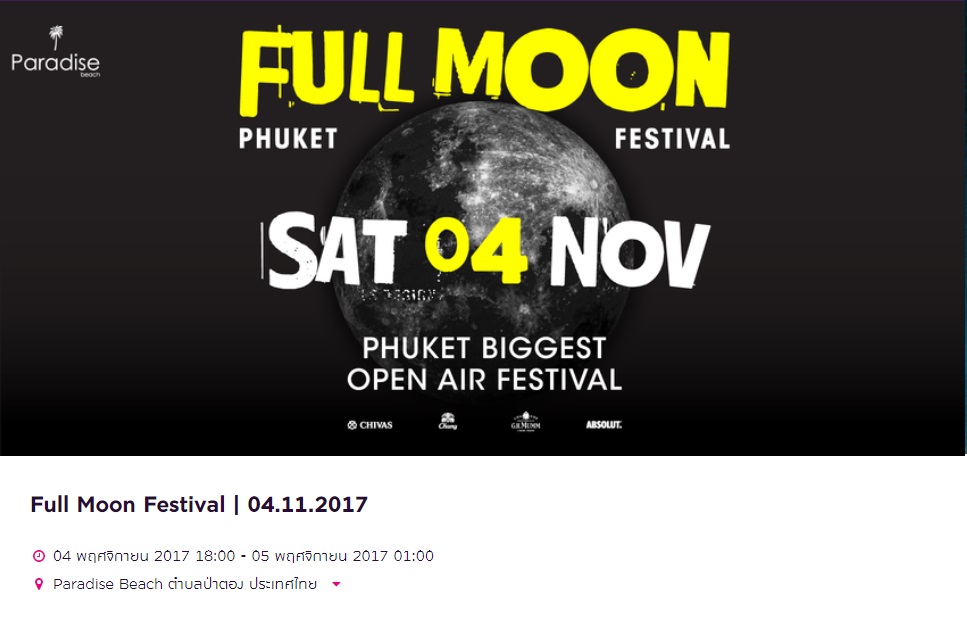 Paradise
beach
FULL MOON
PHUKET FESTIVAL
SAT 04 NOV
PHUKET BIGGEST
OPEN AIR FESTIVAL
CHIVAS Chang G.H.MUMM ABSOLUT.
Full Moon Festival | 04.11.2017
04 พฤศจิกายน 2017 18:00 - 05 พฤศจิกายน 2017 01:00
Paradise Beach ตำบลป่าตอง ประเทศไทย